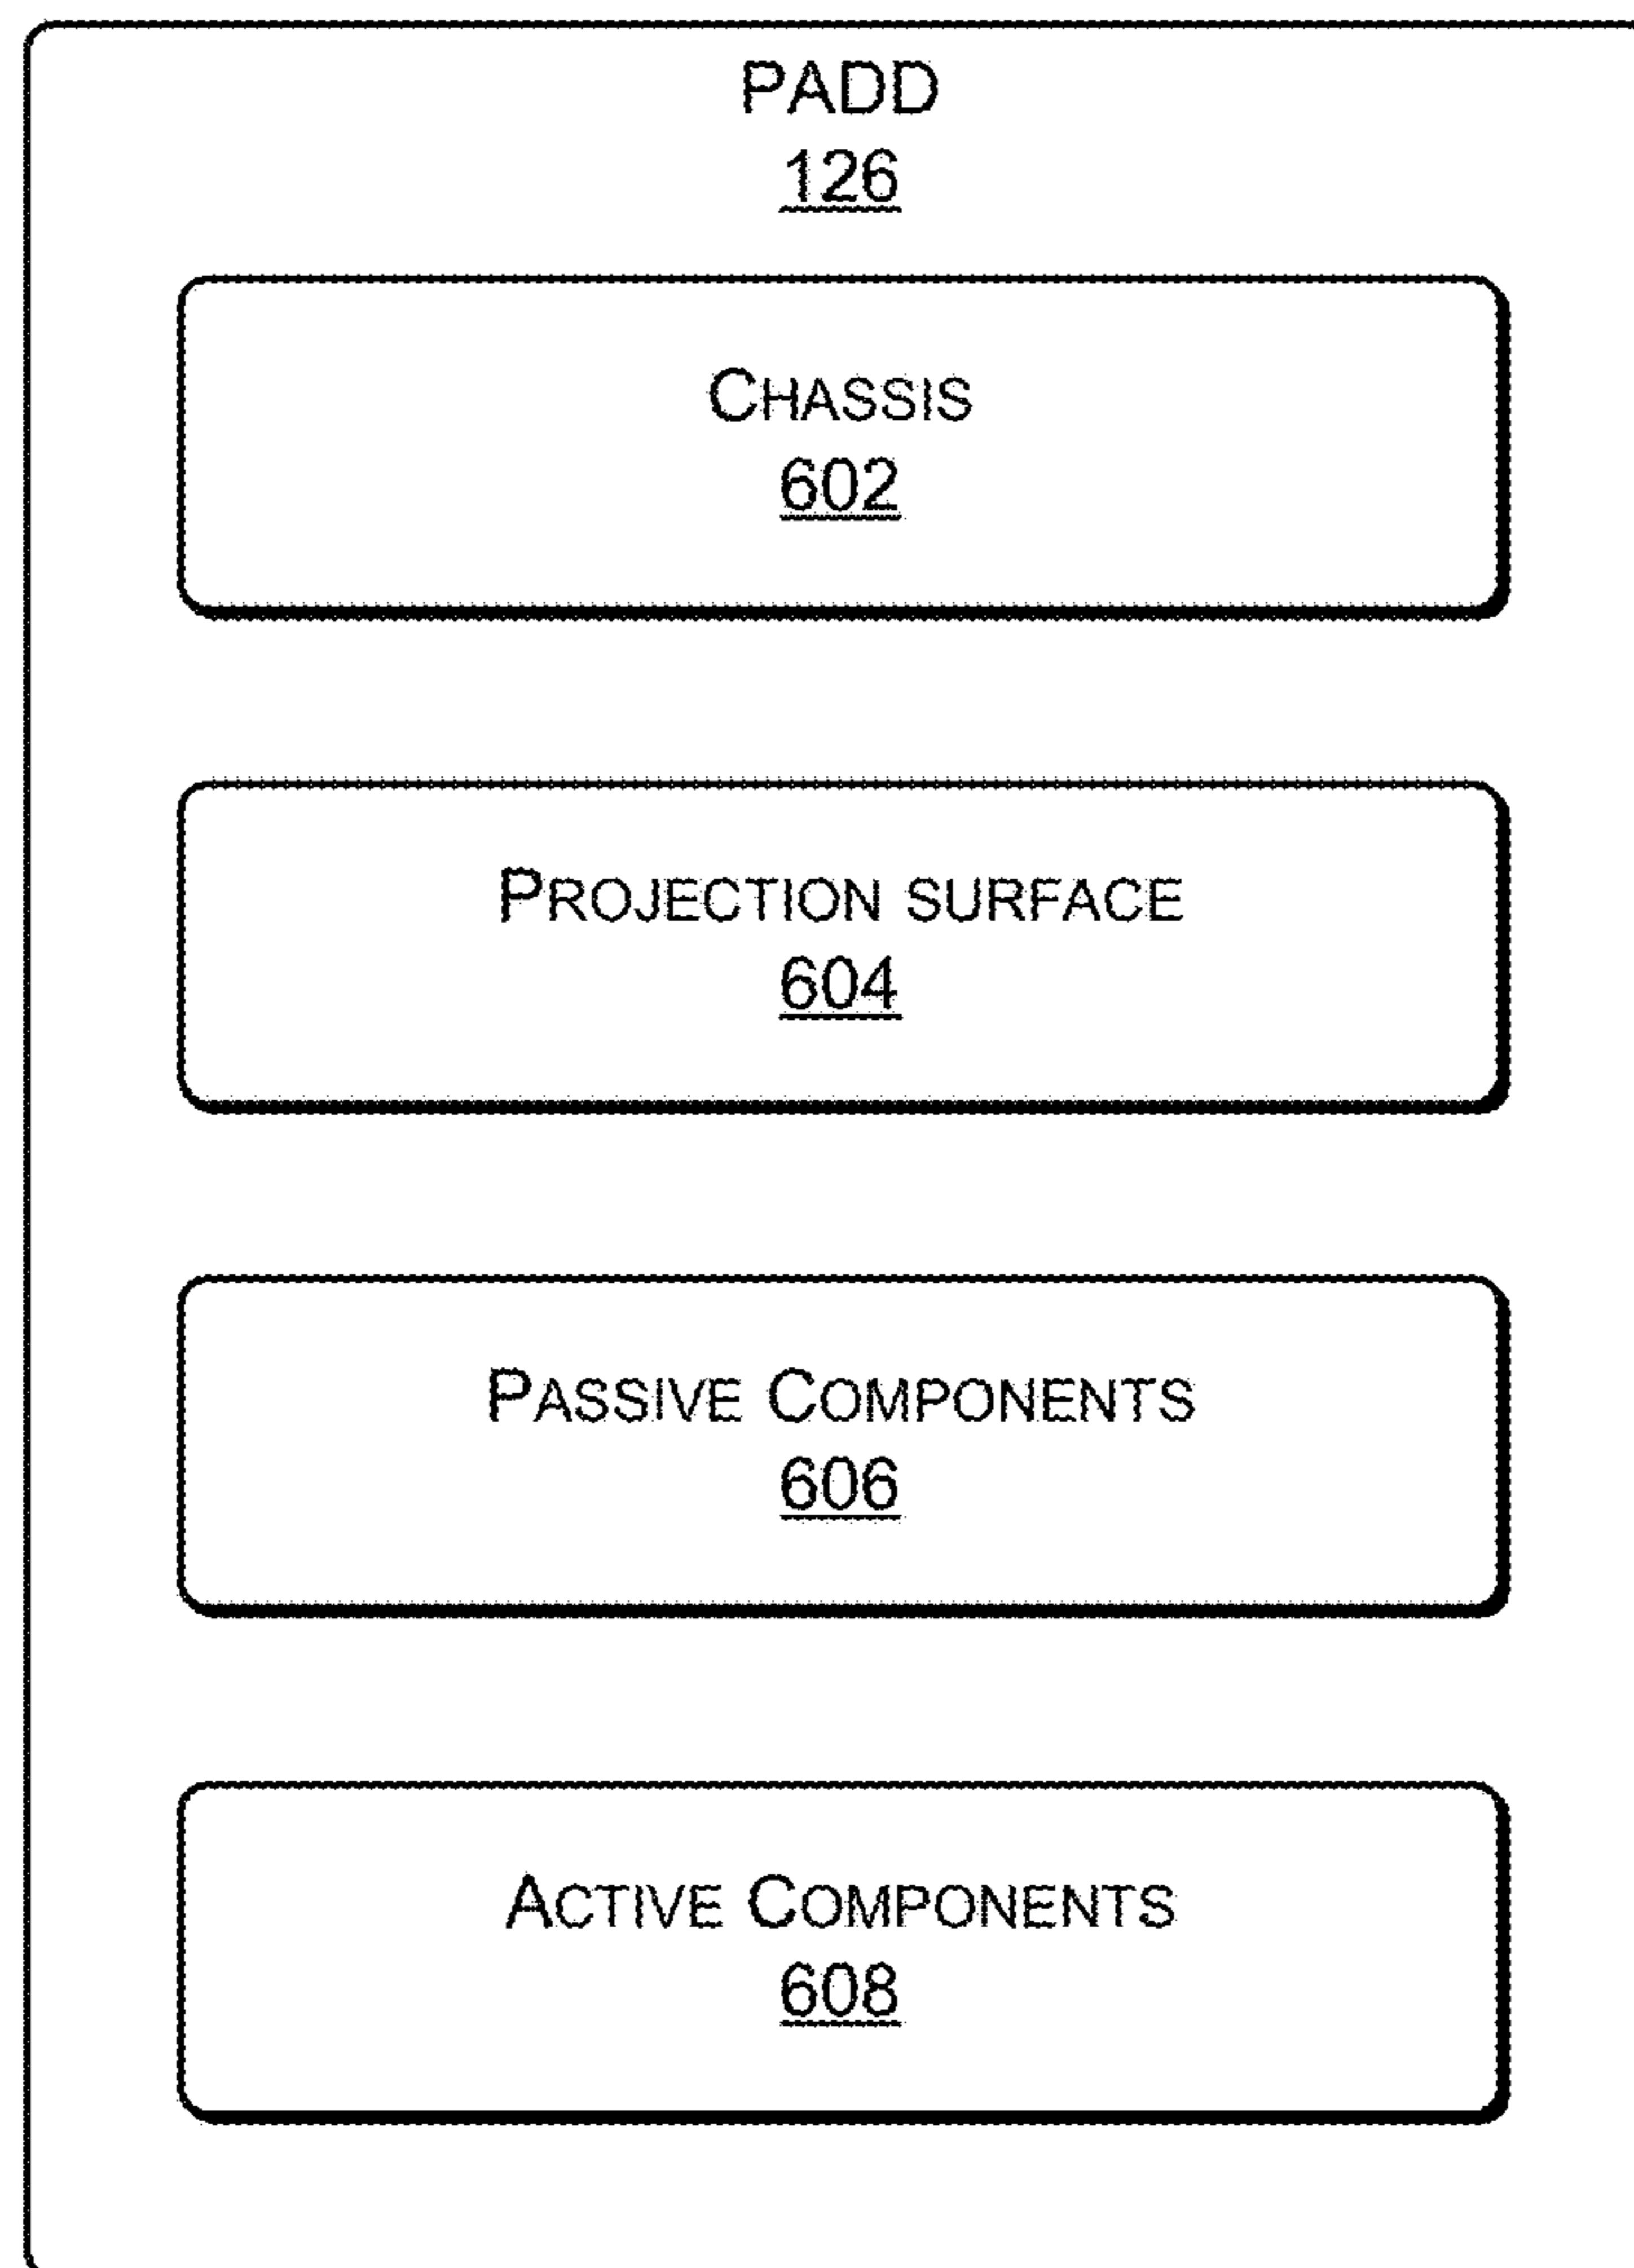 PADD
126
CHASSIS
602
PROJECTION SURFACE
604
PASSIVE COMPONENTS
606
ACTIVE COMPONENTS
608